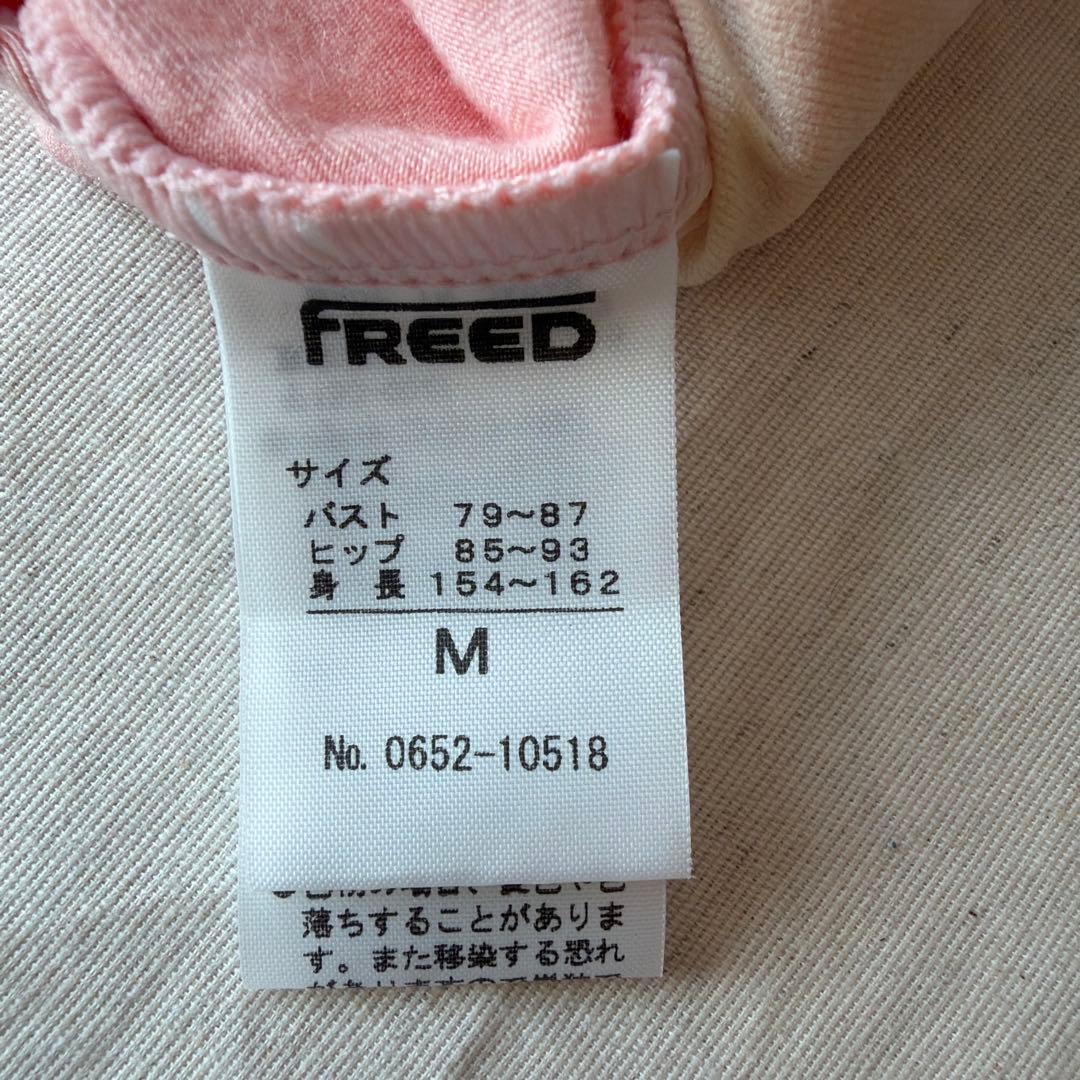 FREED
サイズ
バスト 79～87
ヒップ 85～93
身 長 154～162
M
No. 0652-10518
落ちすることがありま
す。また移染する恐れ